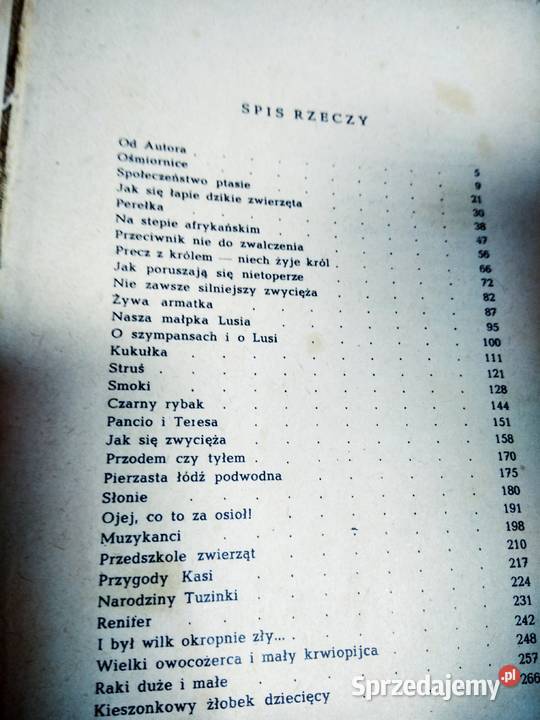 SPIS RZECZY
Od Autora . . . . . . 5
Ośmiornice . . . . . . 9
Społeczeństwo ptasie . . . . . . 21
Jak się łapie dzikie zwierzęta . . . . . . 30
Perełka . . . . . . 38
Na stepie afrykańskim . . . . . . 47
Przeciwnik nie do zwalczenia . . . . . . 56
Precz z królem — niech żyje król . . . . . . 66
Jak poruszają się nietoperze . . . . . . 72
Nie zawsze silniejszy zwycięża . . . . . . 82
Żywa armatka . . . . . . 87
Nasza małpka Lusia . . . . . . 95
O szympansach i o Lusi . . . . . . 100
Kukułka . . . . . . 111
Struś . . . . . . 121
Smoki . . . . . . 128
Czarny rybak . . . . . . 144
Pancio i Teresa . . . . . . 151
Jak się zwycięża . . . . . . 158
Przodem czy tyłem . . . . . . 170
Pierzasta łódź podwodna . . . . . . 175
Słonie . . . . . . 180
Ojej, co to za osioł! . . . . . . 191
Muzykanci . . . . . . 198
Przedszkole zwierząt . . . . . . 210
Przygody Kasi . . . . . . 217
Narodziny Tuzinki . . . . . . 224
Renifer . . . . . . 231
I był wilk okropnie zły... . . . . . . 242
Wielki owocożerca i mały krwiopijca . . . . . . 248
Raki duże i małe . . . . . . 257
Kieszonkowy żłobek dziecięcy . . . . . . 266
Sprzedajemy.pl